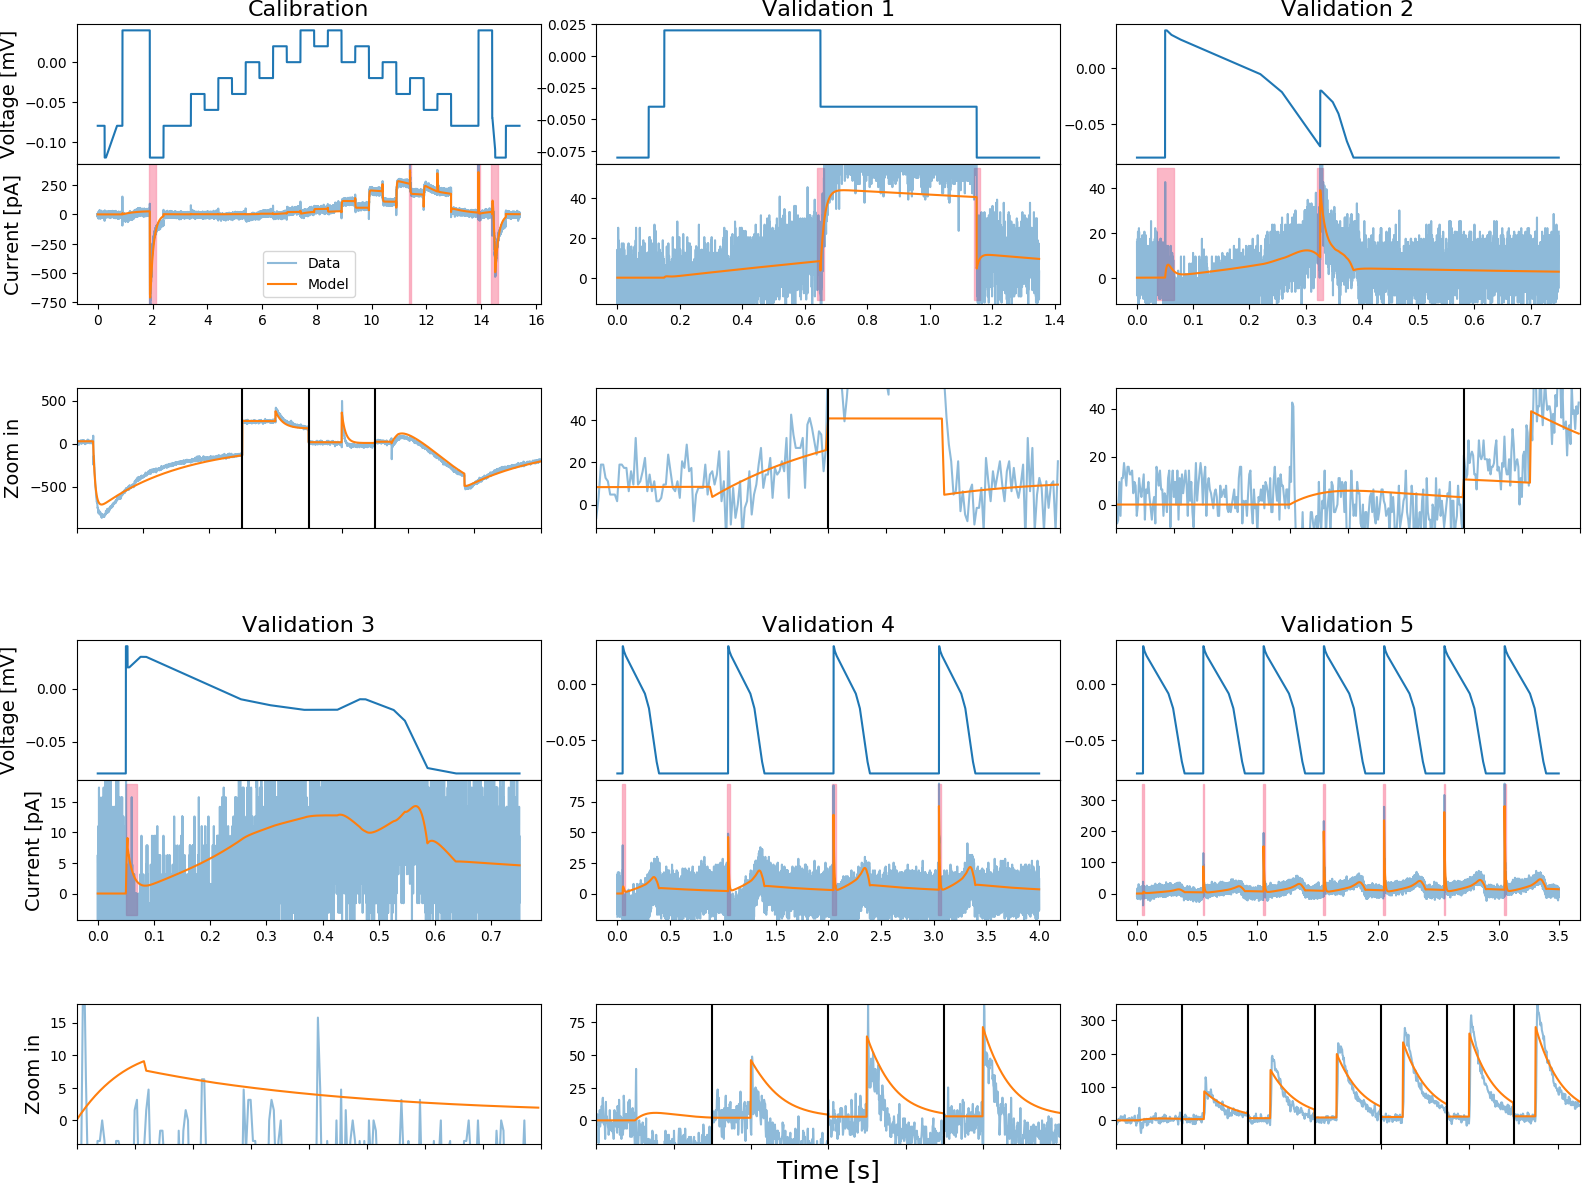 Calibration
Validation 1
Validation 2
Voltage [mV]
0.00
−0.05
−0.10
0.025
0.000
−0.025
−0.050
−0.075
0.00
−0.05
Current [pA]
250
0
−250
−500
−750
Data
Model
40
20
0
40
20
0
0 2 4 6 8 10 12 14 16
0.0 0.2 0.4 0.6 0.8 1.0 1.2 1.4
0.0 0.1 0.2 0.3 0.4 0.5 0.6 0.7
Zoom in
500
0
−500
40
20
0
40
20
0
Validation 3
Validation 4
Validation 5
Voltage [mV]
0.00
−0.05
0.00
−0.05
0.00
−0.05
Current [pA]
15
10
5
0
75
50
25
0
300
200
100
0
0.0 0.1 0.2 0.3 0.4 0.5 0.6 0.7
0.0 0.5 1.0 1.5 2.0 2.5 3.0 3.5 4.0
0.0 0.5 1.0 1.5 2.0 2.5 3.0 3.5
Zoom in
15
10
5
0
75
50
25
0
300
200
100
0
Time [s]